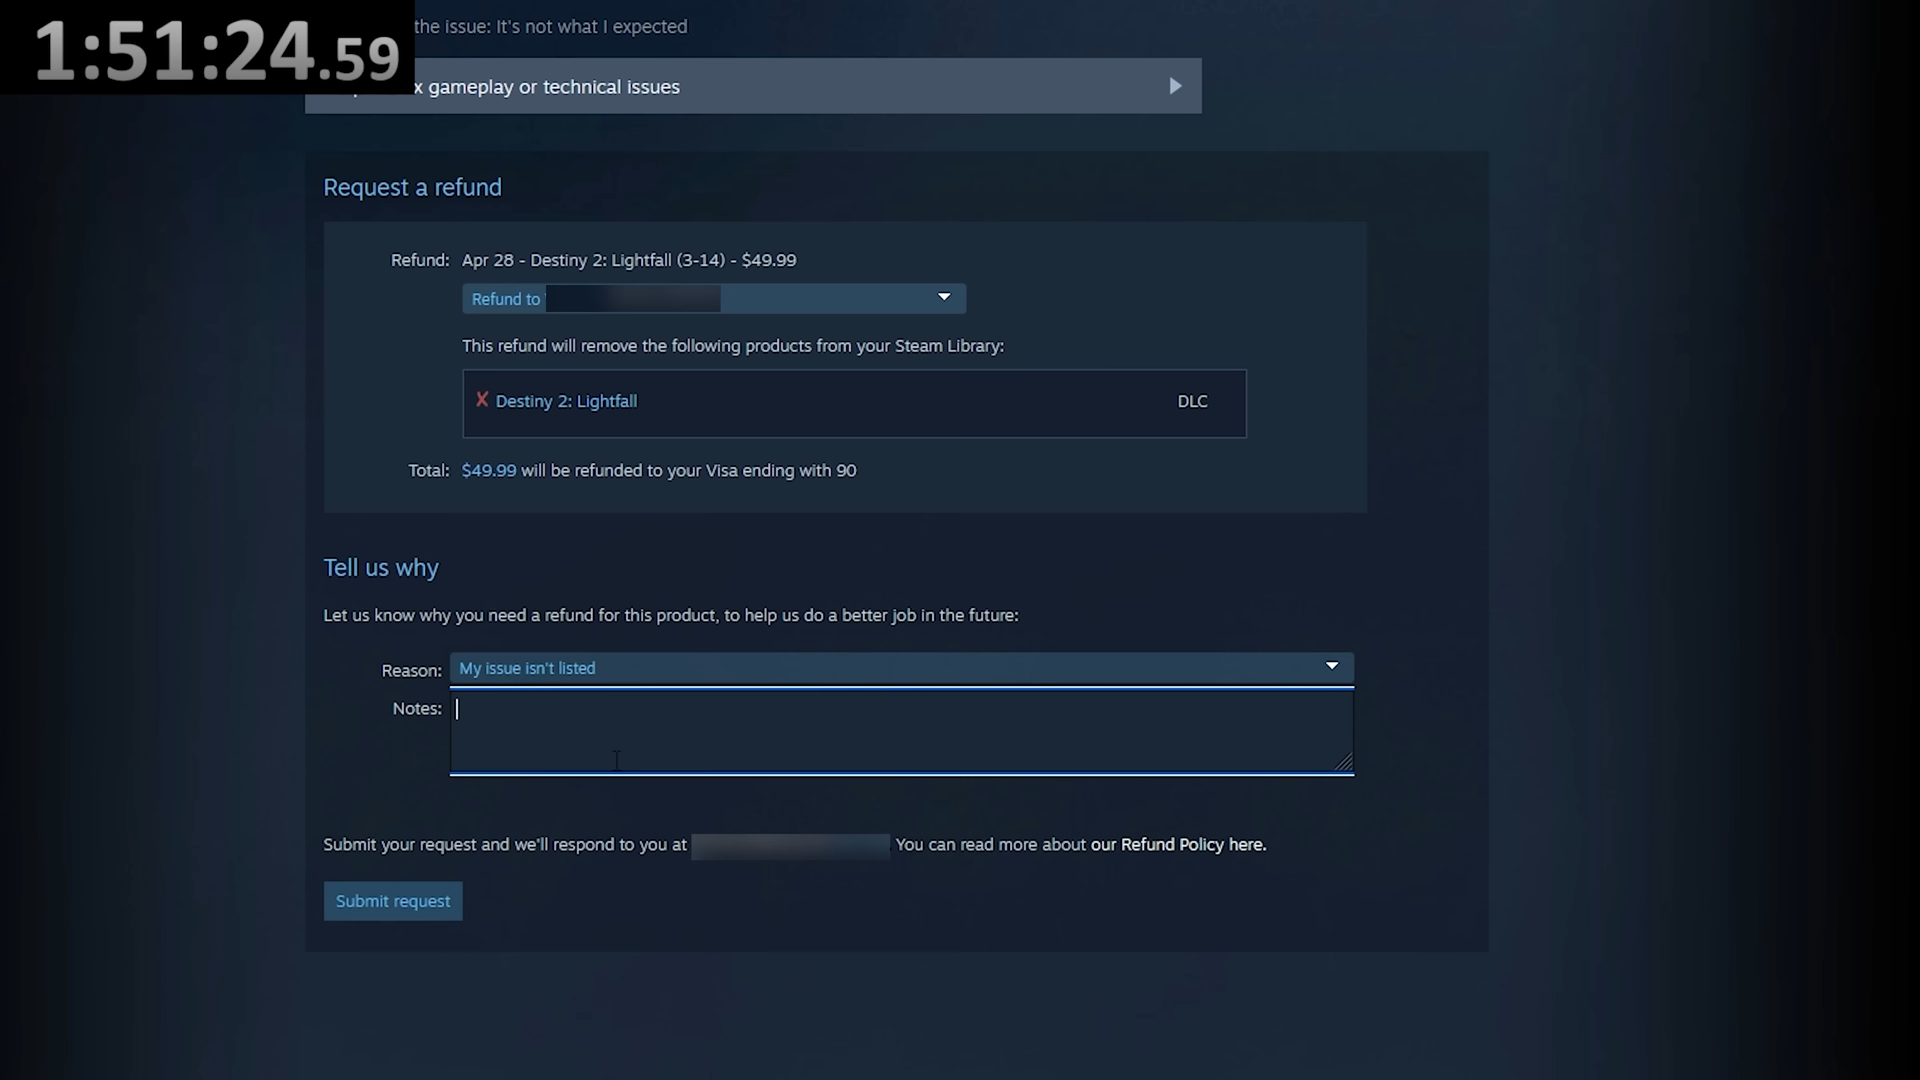 1:51:24.59
the issue: It's not what I expected
x gameplay or technical issues
Request a refund
Refund: Apr 28 - Destiny 2: Lightfall (3-14) - $49.99
Refund to
This refund will remove the following products from your Steam Library:
X Destiny 2: Lightfall DLC
Total: $49.99 will be refunded to your Visa ending with 90
Tell us why
Let us know why you need a refund for this product, to help us do a better job in the future:
Reason: My issue isn't listed
Notes:
Submit your request and we'll respond to you at You can read more about our Refund Policy here.
Submit request